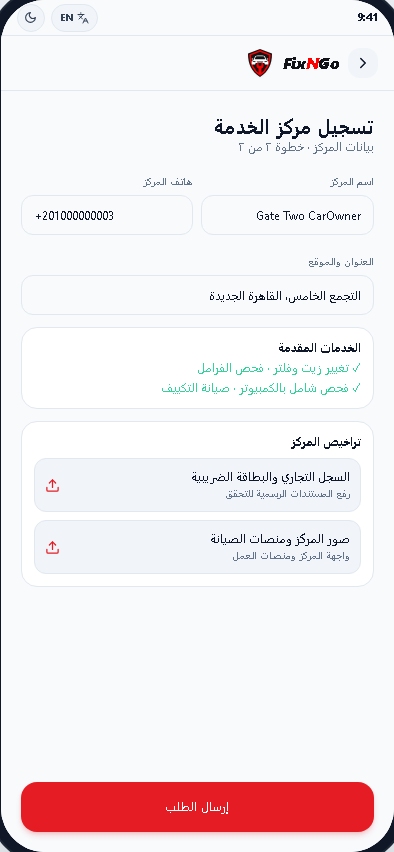 EN
9:41
FixNGo
تسجيل مركز الخدمة
بيانات المركز · خطوة ٢ من ٢
اسم المركز
هاتف المركز
Gate Two CarOwner
+201000000003
العنوان والموقع
التجمع الخامس، القاهرة الجديدة
الخدمات المقدمة
✓ تغيير زيت وفلتر · فحص الفرامل
✓ فحص شامل بالكمبيوتر · صيانة التكييف
تراخيص المركز
السجل التجاري والبطاقة الضريبية
رفع المستندات الرسمية للتحقق
صور المركز ومنصات الصيانة
واجهة المركز ومنصات العمل
إرسال الطلب